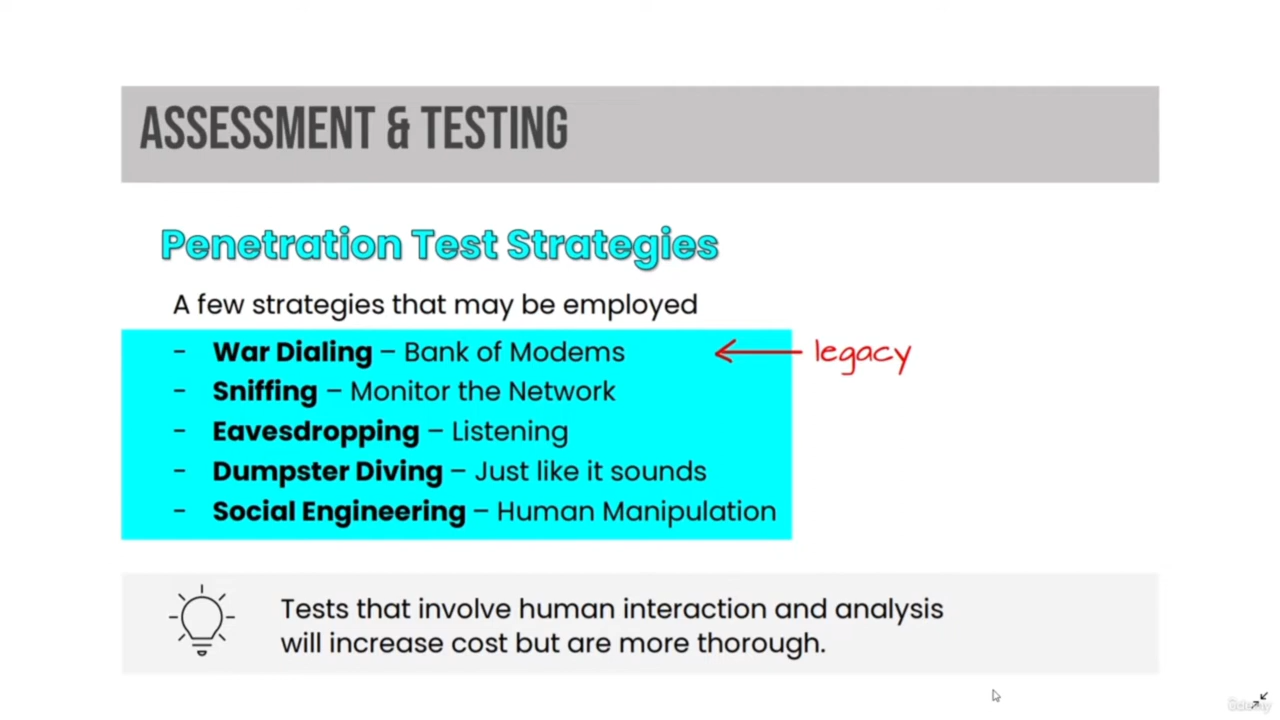 ASSESSMENT & TESTING
Penetration Test Strategies
A few strategies that may be employed
- War Dialing – Bank of Modems
legacy
- Sniffing – Monitor the Network
- Eavesdropping – Listening
- Dumpster Diving – Just like it sounds
- Social Engineering – Human Manipulation
Tests that involve human interaction and analysis
will increase cost but are more thorough.
Udemy